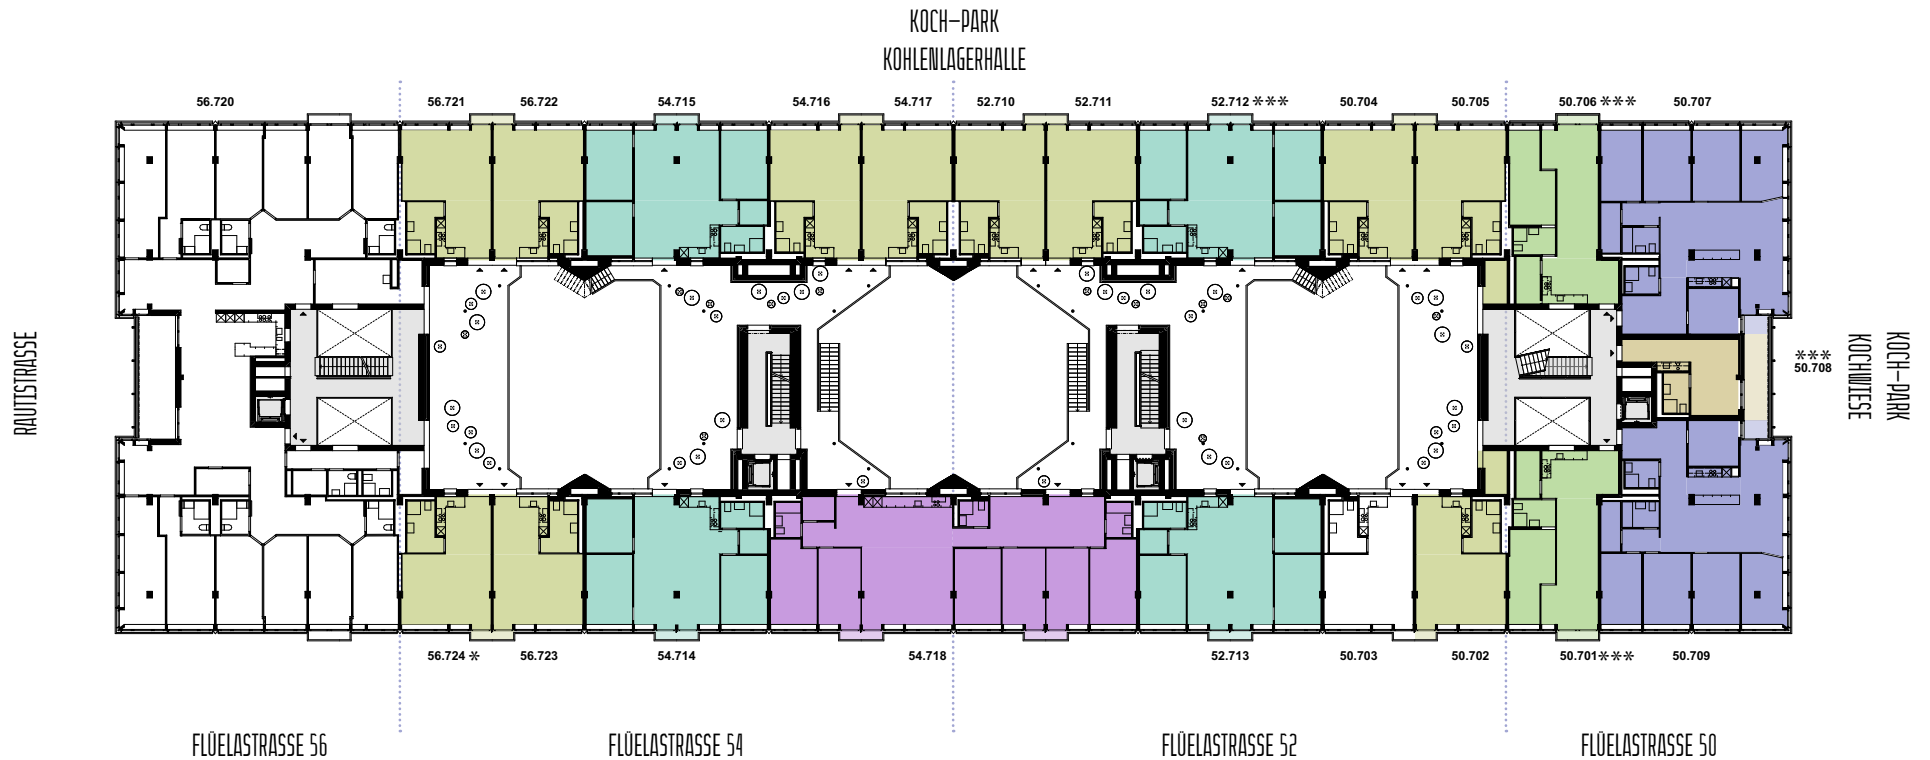 KOCH–PARK
KOHLENLAGERHALLE
56.720 56.721 56.722 54.715 54.716 54.717 52.710 52.711 52.712 *** 50.704 50.705 50.706 *** 50.707
RAUTISTRASSE
***
50.708
KOCHWIESE
KOCH–PARK
56.724 * 56.723 54.714 54.718 52.713 50.703 50.702 50.701*** 50.709
FLÜELASTRASSE 56 FLÜELASTRASSE 54 FLÜELASTRASSE 52 FLÜELASTRASSE 50